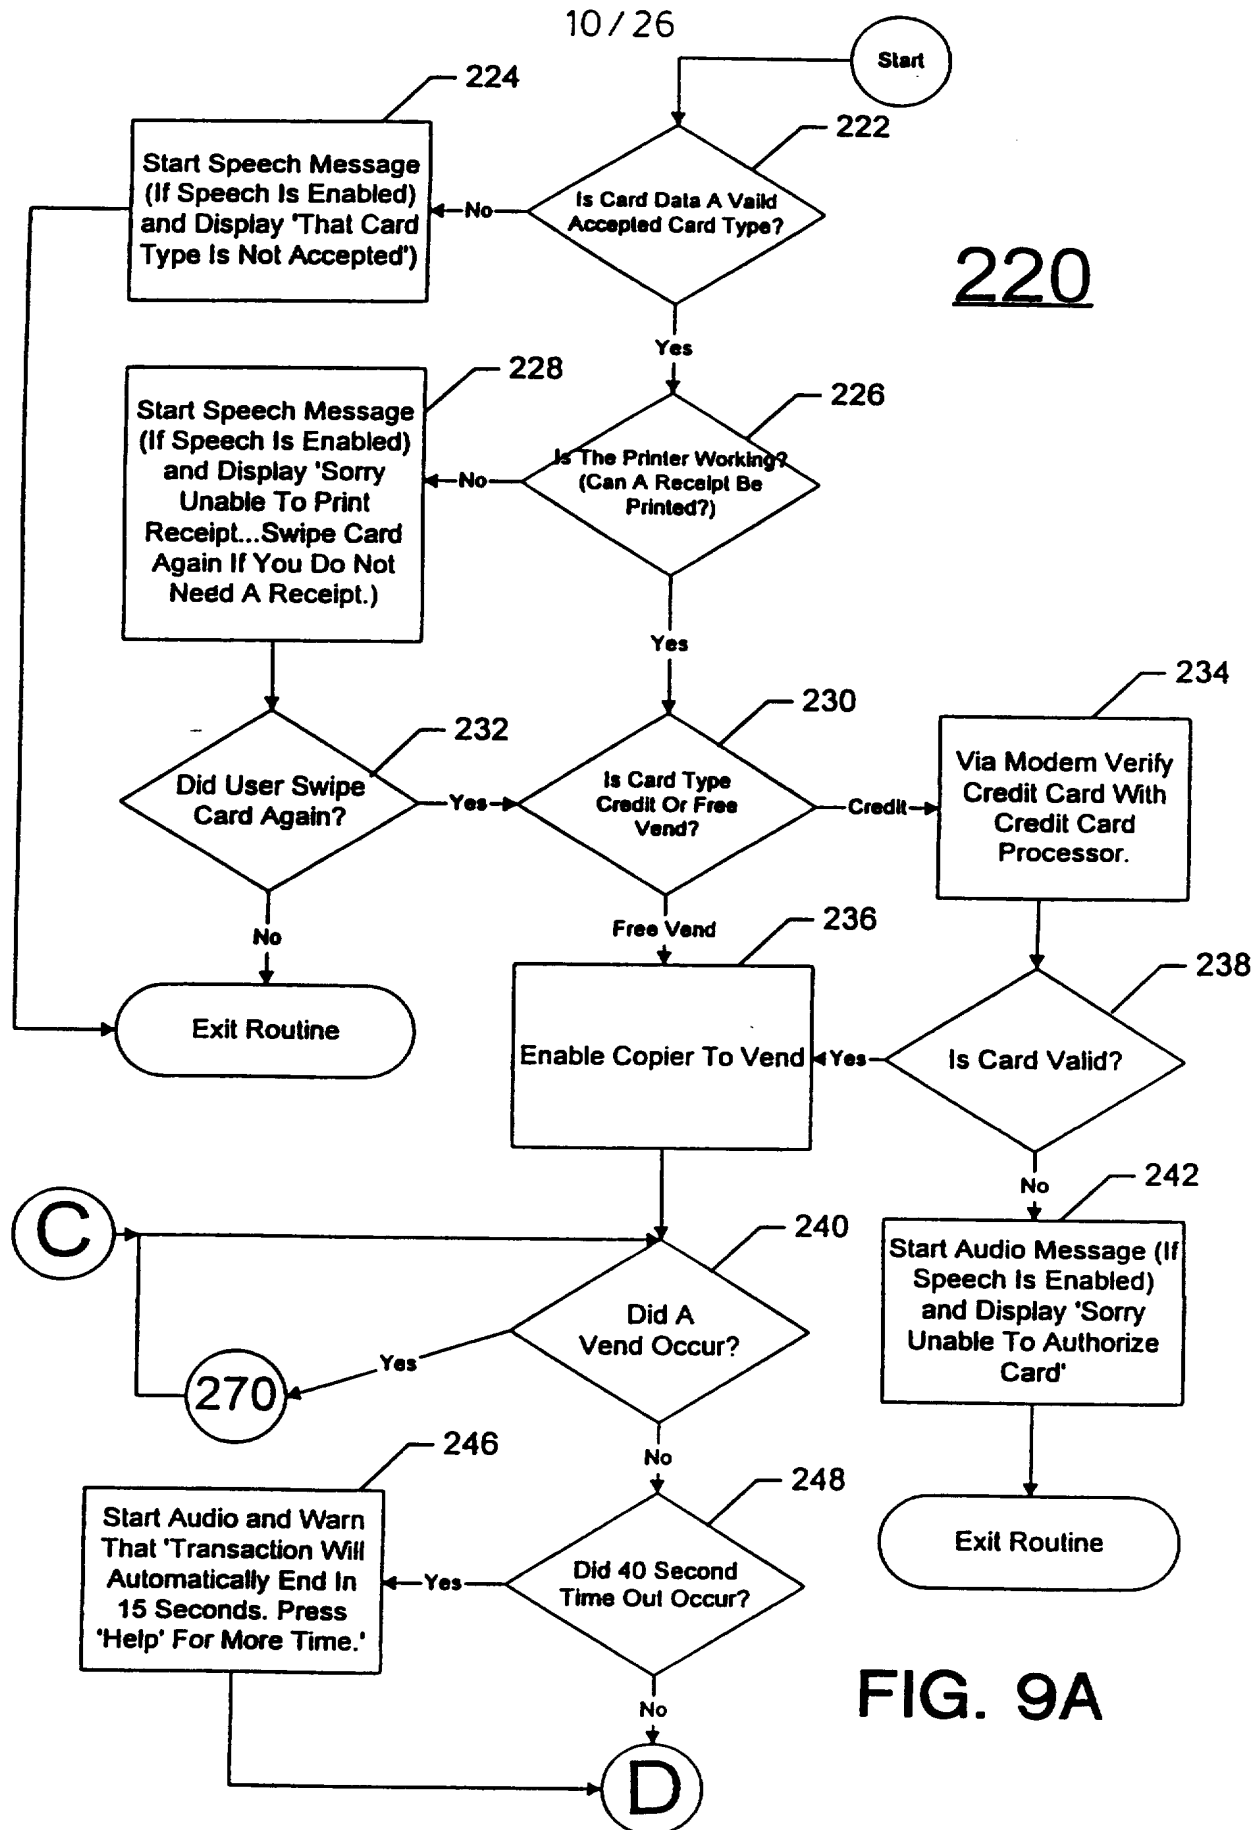 10/26
Start
224
222
Start Speech Message
(If Speech Is Enabled)
and Display 'That Card
Type Is Not Accepted')
No
Is Card Data A Vaild
Accepted Card Type?
220
Yes
228
226
Start Speech Message
(If Speech Is Enabled)
and Display 'Sorry
Unable To Print
Receipt...Swipe Card
Again If You Do Not
Need A Receipt.)
No
Is The Printer Working?
(Can A Receipt Be
Printed?)
Yes
234
232
230
Did User Swipe
Card Again?
Yes
Is Card Type
Credit Or Free
Vend?
Credit
Via Modem Verify
Credit Card With
Credit Card
Processor.
No
Free Vend
236
238
Exit Routine
Enable Copier To Vend
Yes
Is Card Valid?
No
242
C
240
Start Audio Message (If
Speech Is Enabled)
and Display 'Sorry
Unable To Authorize
Card'
Did A
Vend Occur?
Yes
270
No
246
248
Start Audio and Warn
That 'Transaction Will
Automatically End In
15 Seconds. Press
'Help' For More Time.'
Yes
Did 40 Second
Time Out Occur?
Exit Routine
No
D
FIG. 9A